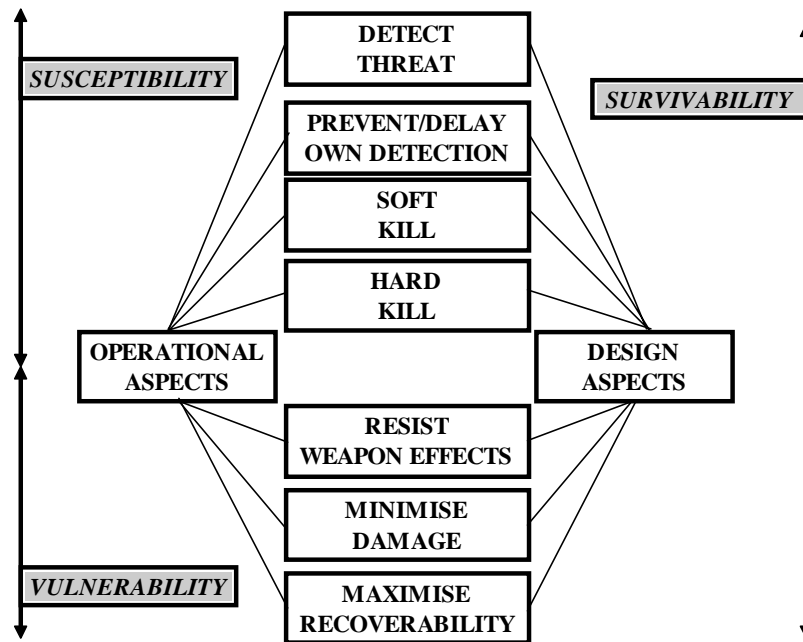 DETECT
THREAT
SUSCEPTIBILITY
SURVIVABILITY
PREVENT/DELAY
OWN DETECTION
SOFT
KILL
HARD
KILL
OPERATIONAL
ASPECTS
DESIGN
ASPECTS
RESIST
WEAPON EFFECTS
MINIMISE
DAMAGE
VULNERABILITY
MAXIMISE
RECOVERABILITY